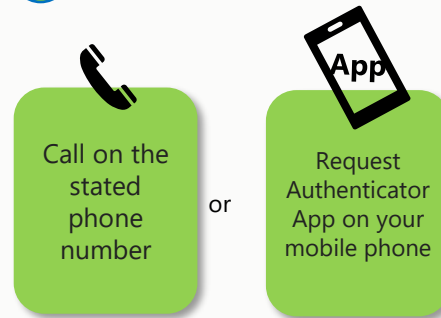 App
Call on the
stated
phone
number
or
Request
Authenticator
App on your
mobile phone